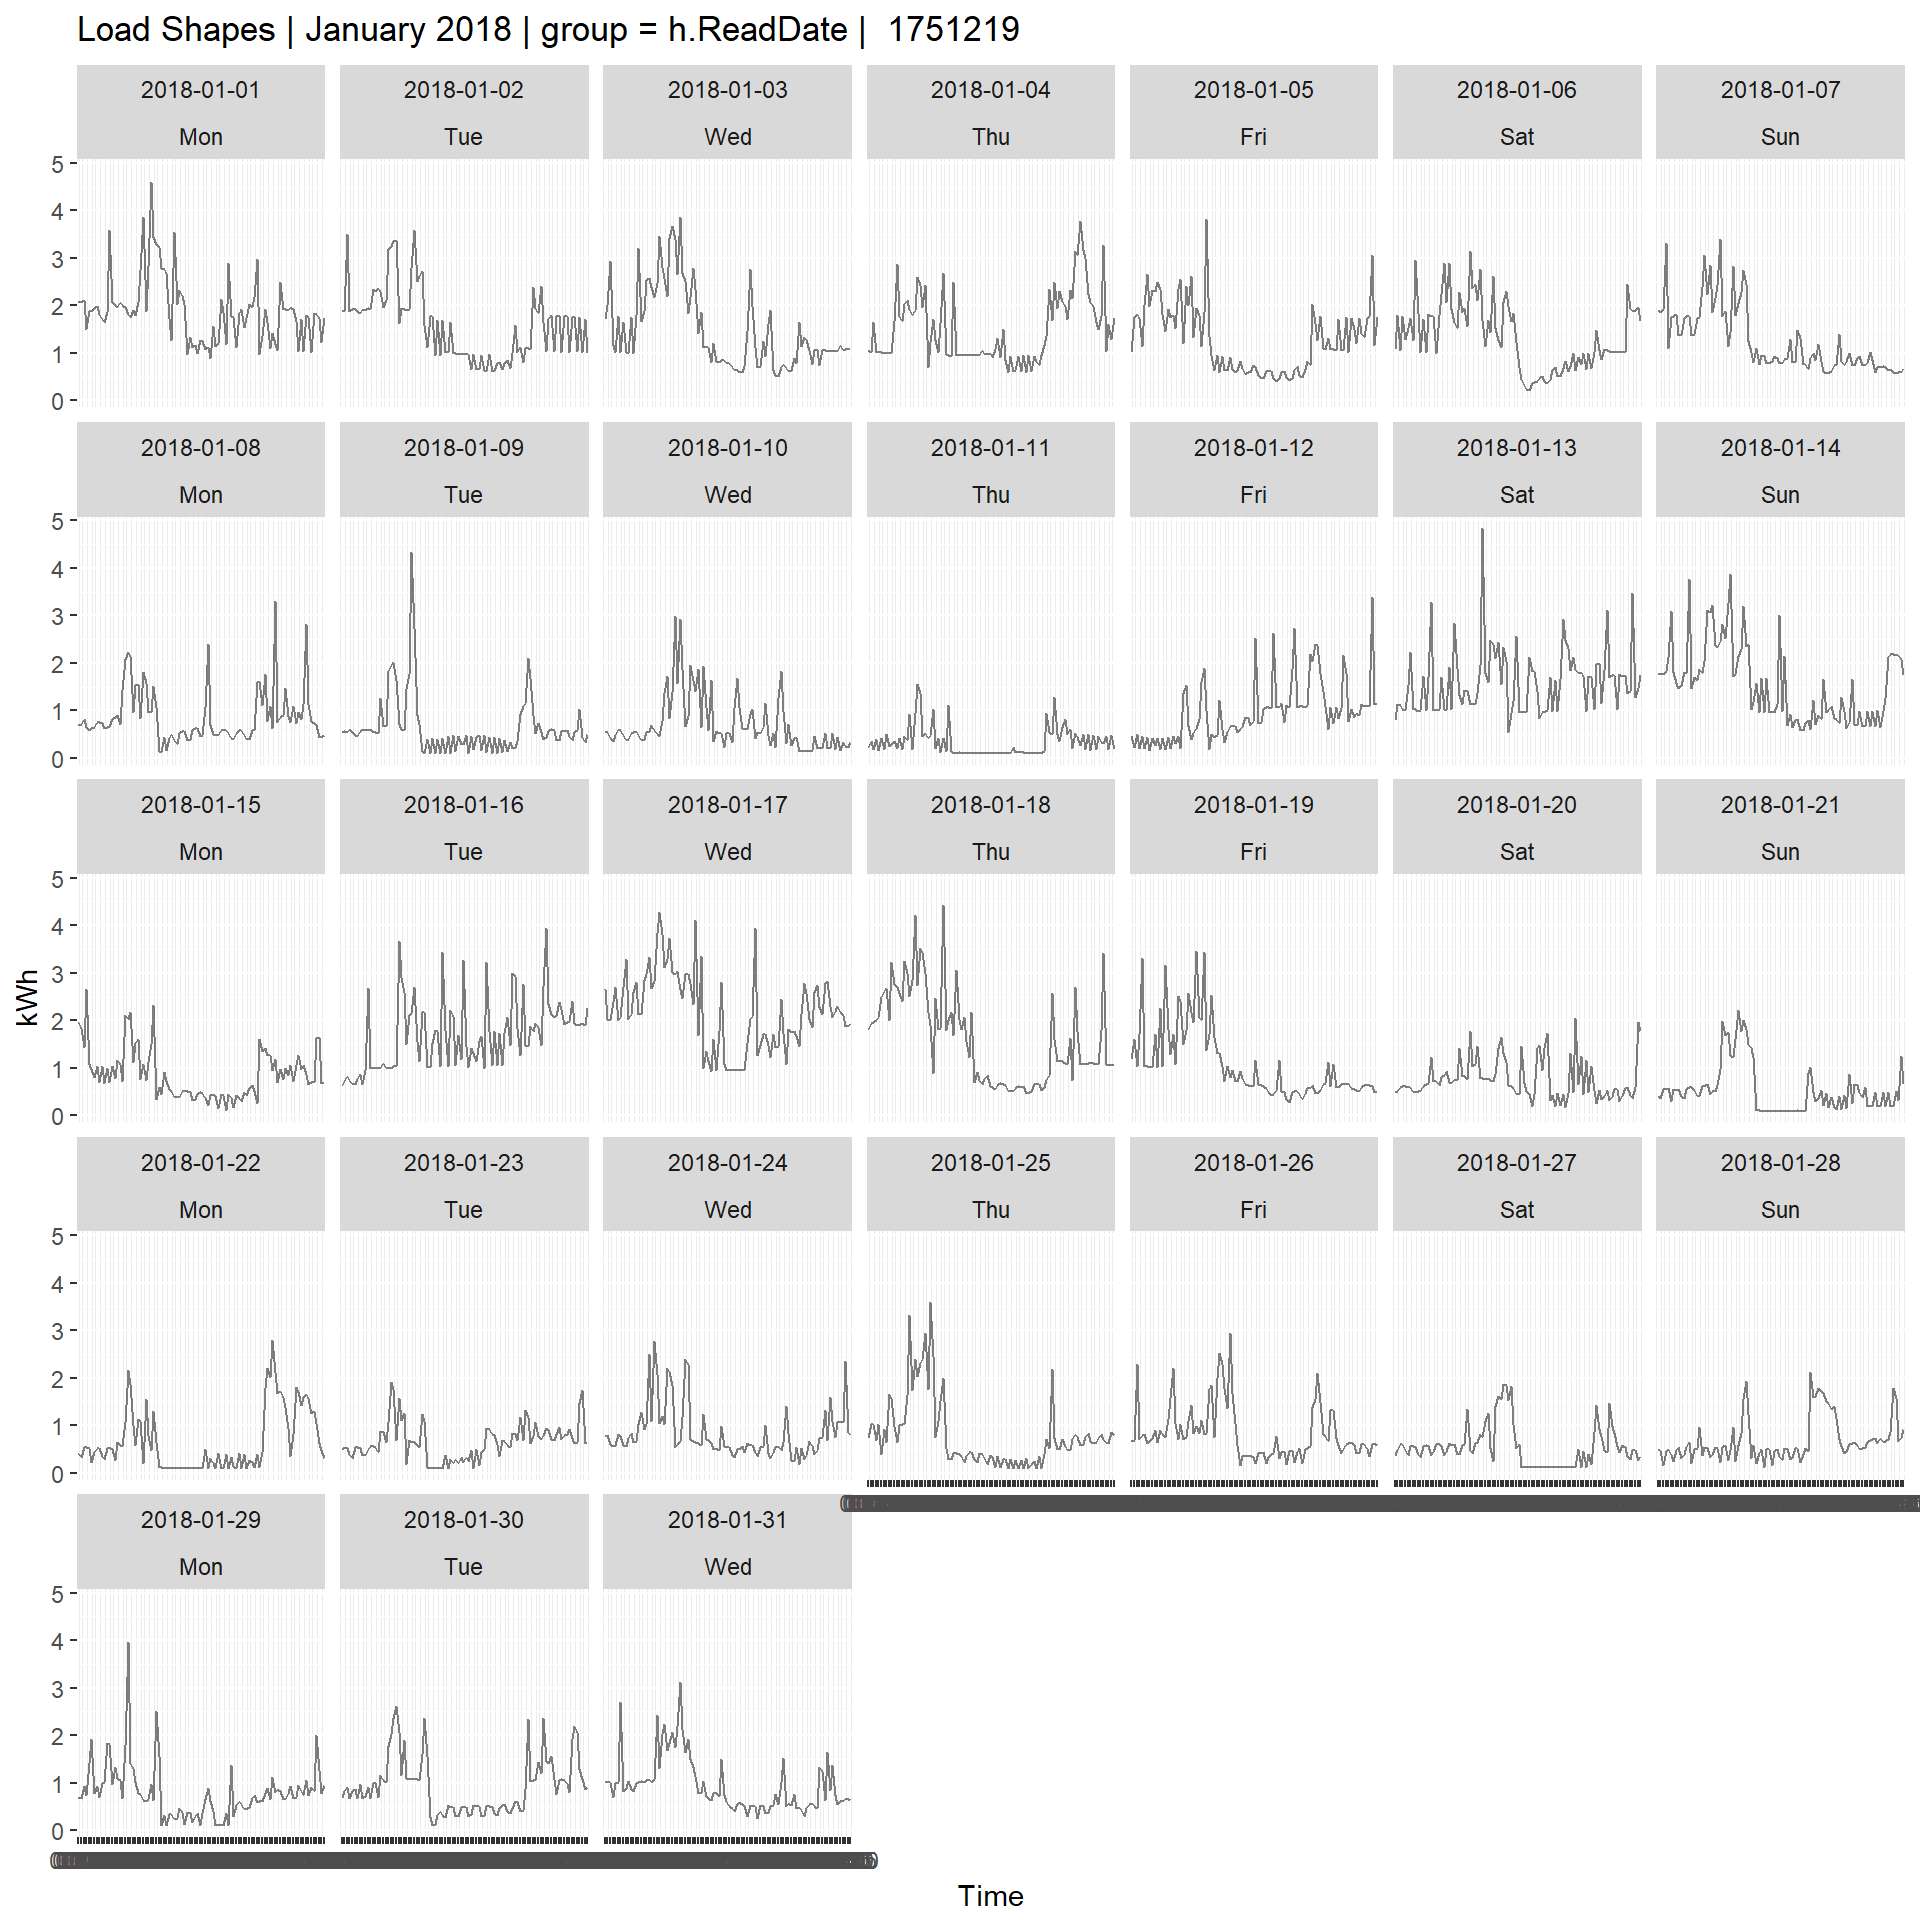 Load Shapes | January 2018 | group = h.ReadDate |  1751219
2018-01-01 2018-01-02 2018-01-03 2018-01-04 2018-01-05 2018-01-06 2018-01-07
Mon Tue Wed Thu Fri Sat Sun
5
4
3
2
1
0
2018-01-08 2018-01-09 2018-01-10 2018-01-11 2018-01-12 2018-01-13 2018-01-14
Mon Tue Wed Thu Fri Sat Sun
5
4
3
2
1
0
2018-01-15 2018-01-16 2018-01-17 2018-01-18 2018-01-19 2018-01-20 2018-01-21
Mon Tue Wed Thu Fri Sat Sun
5
4
3
2
1
0
kWh
2018-01-22 2018-01-23 2018-01-24 2018-01-25 2018-01-26 2018-01-27 2018-01-28
Mon Tue Wed Thu Fri Sat Sun
5
4
3
2
1
0
2018-01-29 2018-01-30 2018-01-31
Mon Tue Wed
5
4
3
2
1
0
Time